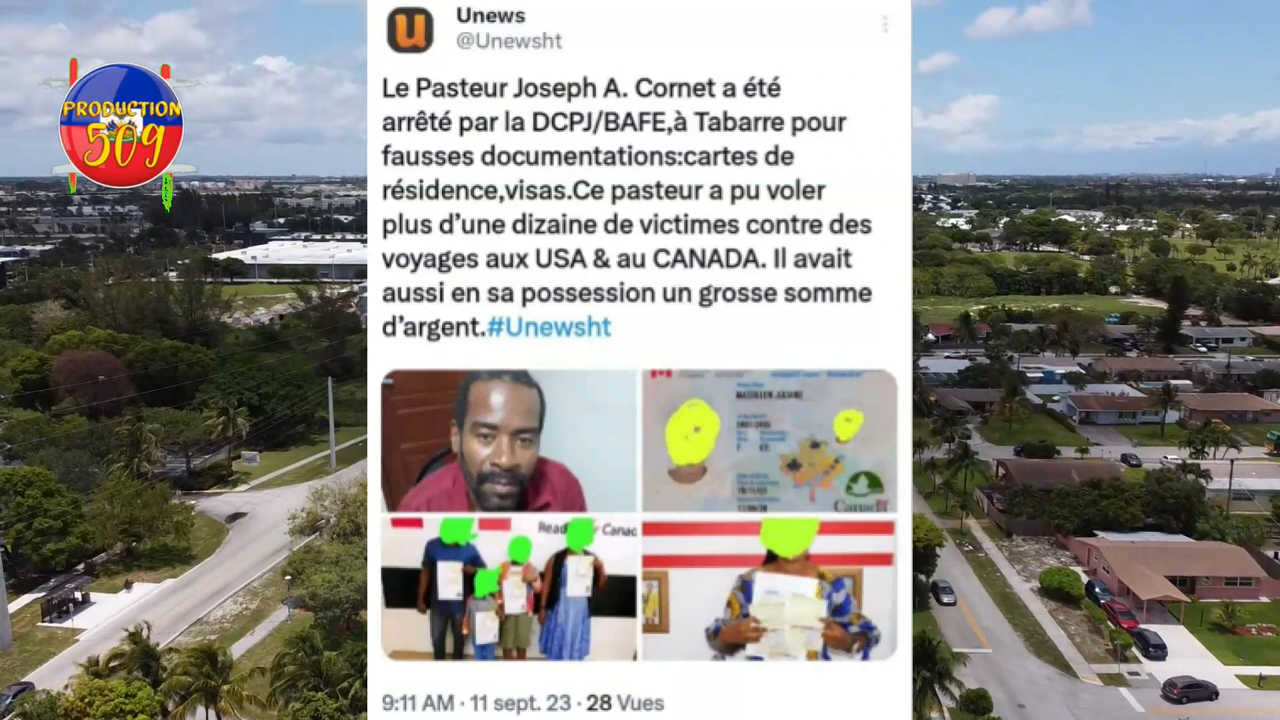 PRODUCTION
509
Unews
@Unewsht
Le Pasteur Joseph A. Cornet a été
arrêté par la DCPJ/BAFE,à Tabarre pour
fausses documentations:cartes de
résidence,visas.Ce pasteur a pu voler
plus d’une dizaine de victimes contre des
voyages aux USA & au CANADA. Il avait
aussi en sa possession un grosse somme
d’argent.#Unewsht
Canada
9:11 AM · 11 sept. 23 · 28 Vues